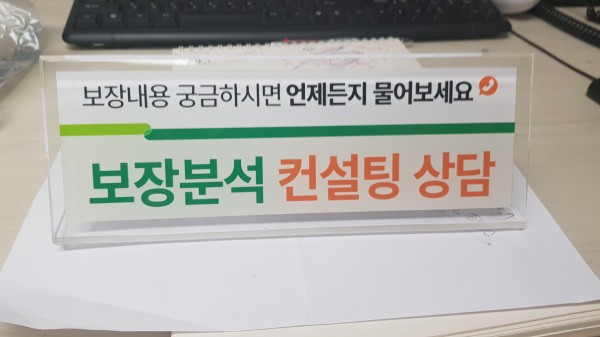 보장내용 궁금하시면 언제든지 물어보세요
보장분석 컨설팅 상담